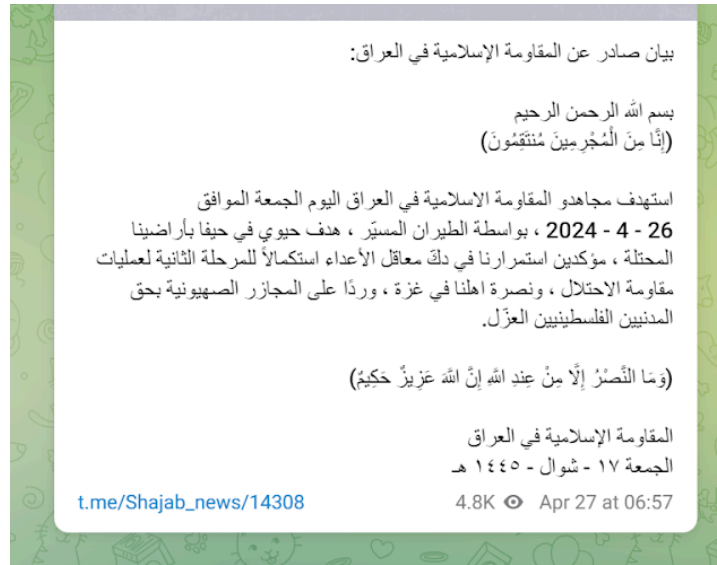 بيان صادر عن المقاومة الإسلامية في العراق:
بسم الله الرحمن الرحيم
(إِنَّا مِنَ الْمُجْرِمِينَ مُنتَقِمُونَ)
استهدف مجاهدو المقاومة الاسلامية في العراق اليوم الجمعة الموافق
26 - 4 - 2024 ، بواسطة الطيران المسيّر ، هدف حيوي في حيفا بأراضينا
المحتلة ، مؤكدين استمرارنا في دكّ معاقل الأعداء استكمالاً للمرحلة الثانية لعمليات
مقاومة الاحتلال ، ونصرة اهلنا في غزة ، وردًا على المجازر الصهيونية بحق
المدنيين الفلسطينيين العزّل.
(وَمَا النَّصْرُ إِلَّا مِنْ عِندِ اللَّهِ إِنَّ اللَّهَ عَزِيزٌ حَكِيمٌ)
المقاومة الإسلامية في العراق
الجمعة ١٧ - شوال - ١٤٤٥ هـ
t.me/Shajab_news/14308 4.8K Apr 27 at 06:57